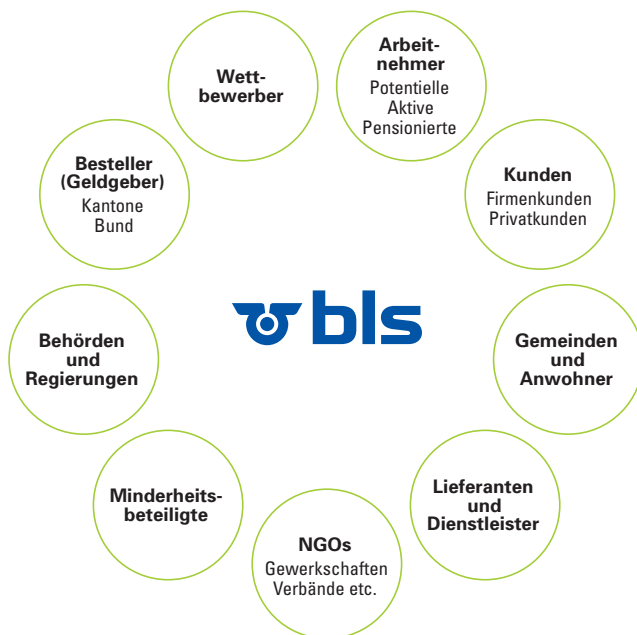 Arbeit-
nehmer
Potentielle
Aktive
Pensionierte
Kunden
Firmenkunden
Privatkunden
Gemeinden
und
Anwohner
Lieferanten
und
Dienstleister
NGOs
Gewerkschaften
Verbände etc.
Minderheits-
beteiligte
Behörden
und
Regierungen
Besteller
(Geldgeber)
Kantone
Bund
Wett-
bewerber
bls